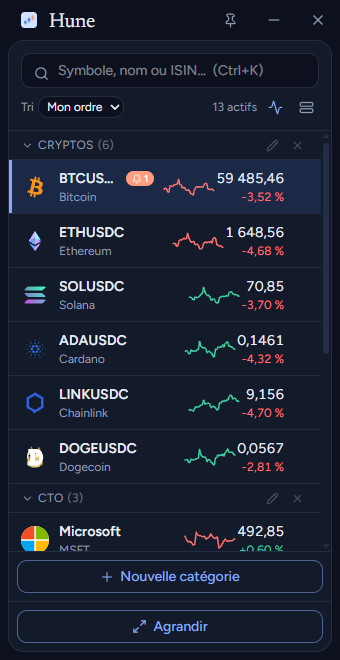 Hune
Symbole, nom ou ISIN... (Ctrl+K)
Tri Mon ordre 13 actifs
CRYPTOS (6)
BTCUS... 1 59 485,46
Bitcoin -3,52 %
ETHUSDC 1 648,56
Ethereum -4,68 %
SOLUSDC 70,85
Solana -3,70 %
ADAUSDC 0,1461
Cardano -4,32 %
LINKUSDC 9,156
Chainlink -4,70 %
DOGEUSDC 0,0567
Dogecoin -2,81 %
CTO (3)
Microsoft 492,85
MSFT +0,60 %
Nouvelle catégorie
Agrandir